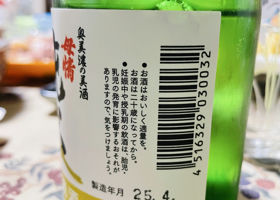 奥美濃の美酒
母情
・お酒はおいしく適量を。
・お酒は二十歳になってから。
・妊娠中や授乳期の飲酒は、胎児・
乳児の発育に影響するおそれが
ありますので、気をつけましょう。
4516329030032
製造年月 25.4.